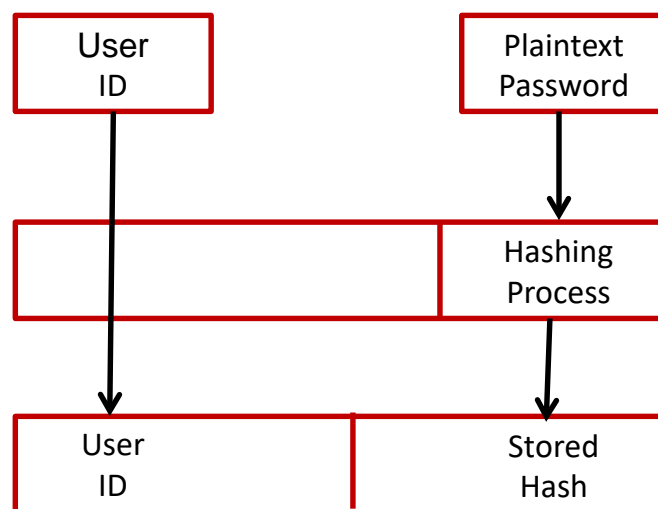 User
ID
Plaintext
Password
Hashing
Process
User
ID
Stored
Hash